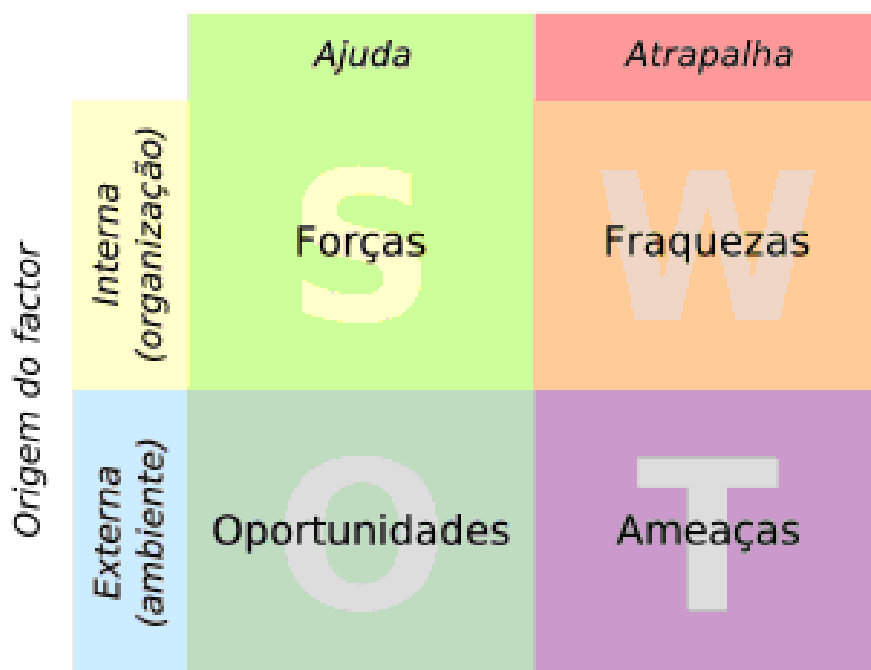 Ajuda
Atrapalha
Origem do factor
Interna
(organização)
S
Forças
W
Fraquezas
Externa
(ambiente)
O
Oportunidades
T
Ameaças